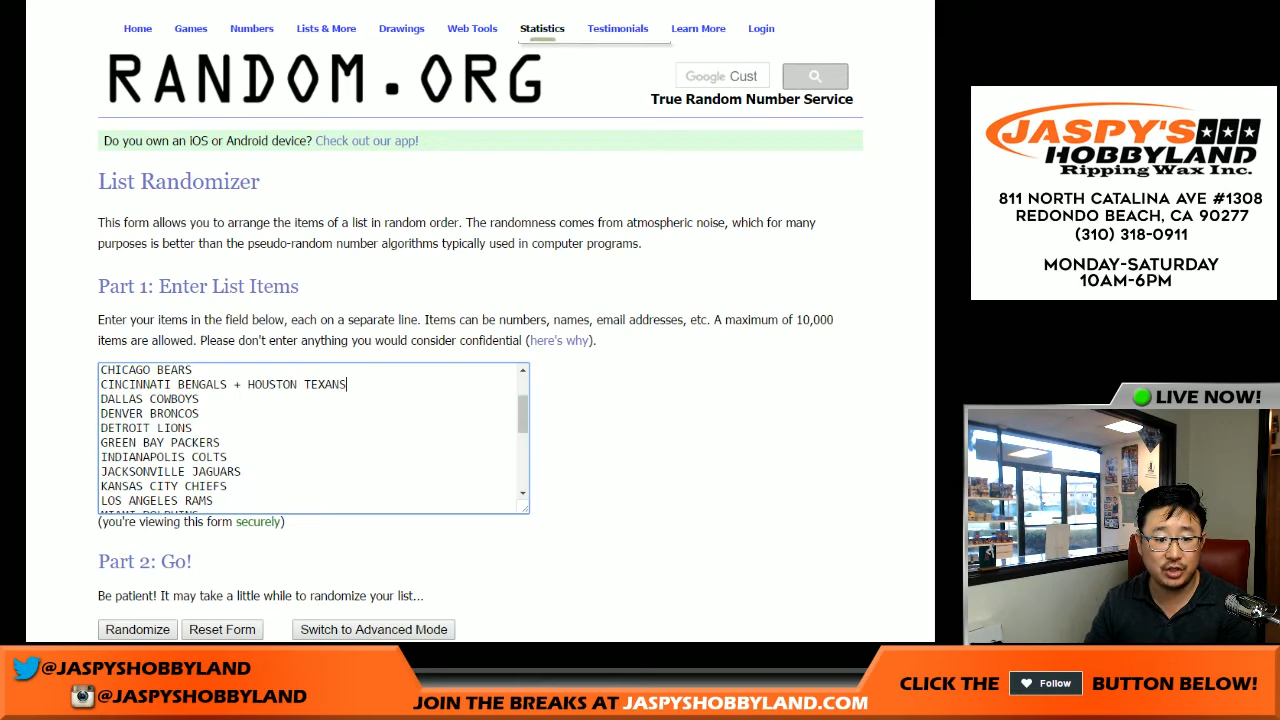 Home Games Numbers Lists & More Drawings Web Tools Statistics Testimonials Learn More Login
RANDOM.ORG
Google Cust
True Random Number Service
Do you own an iOS or Android device? Check out our app!
List Randomizer
This form allows you to arrange the items of a list in random order. The randomness comes from atmospheric noise, which for many
purposes is better than the pseudo-random number algorithms typically used in computer programs.
Part 1: Enter List Items
Enter your items in the field below, each on a separate line. Items can be numbers, names, email addresses, etc. A maximum of 10,000
items are allowed. Please don't enter anything you would consider confidential (here's why).
CHICAGO BEARS
CINCINNATI BENGALS + HOUSTON TEXANS
DALLAS COWBOYS
DENVER BRONCOS
DETROIT LIONS
GREEN BAY PACKERS
INDIANAPOLIS COLTS
JACKSONVILLE JAGUARS
KANSAS CITY CHIEFS
LOS ANGELES RAMS
MIAMI DOLPHINS
(you're viewing this form securely)
Part 2: Go!
Be patient! It may take a little while to randomize your list...
Randomize Reset Form Switch to Advanced Mode
JASPY'S
HOBBYLAND
Ripping Wax Inc.
811 NORTH CATALINA AVE #1308
REDONDO BEACH, CA 90277
(310) 318-0911
MONDAY-SATURDAY
10AM-6PM
LIVE NOW!
@JASPYSHOBBYLAND
@JASPYSHOBBYLAND
JOIN THE BREAKS AT JASPYSHOBBYLAND.COM
CLICK THE Follow BUTTON BELOW!